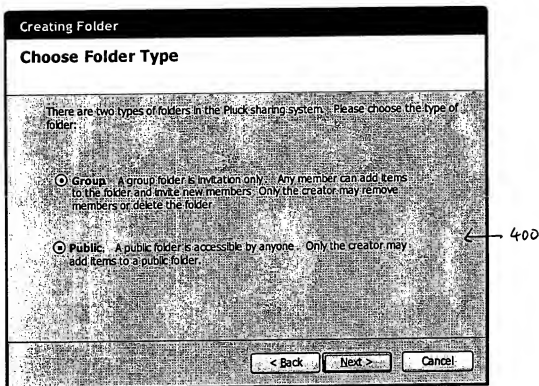 Creating Folder
Choose Folder Type
There are two types of folders in the Pluck sharing system. Please choose the type of
folder:
Group. A group folder is invitation only. Any member can add items
to the folder and invite new members. Only the creator may remove
members or delete the folder
Public. A public folder is accessible by anyone. Only the creator may
add items to a public folder.
400
< Back Next > Cancel